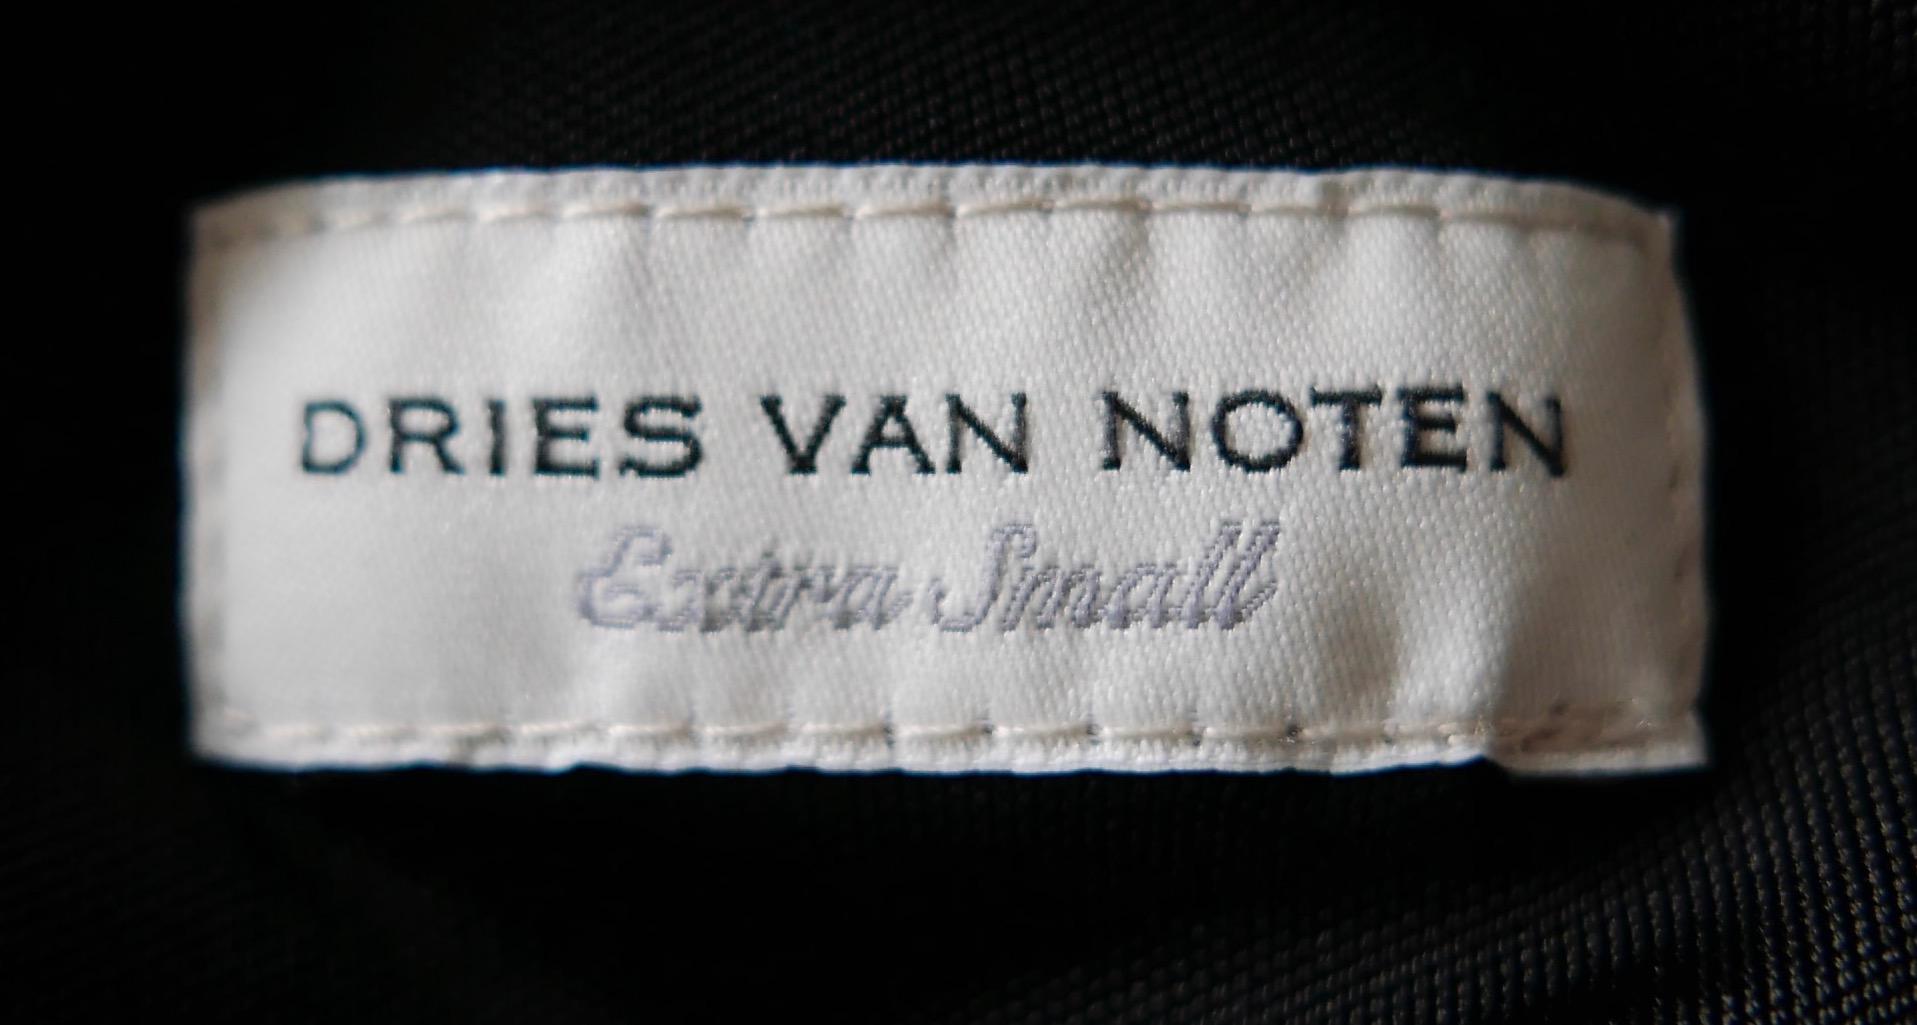 DRIES VAN NOTEN
Extra Small